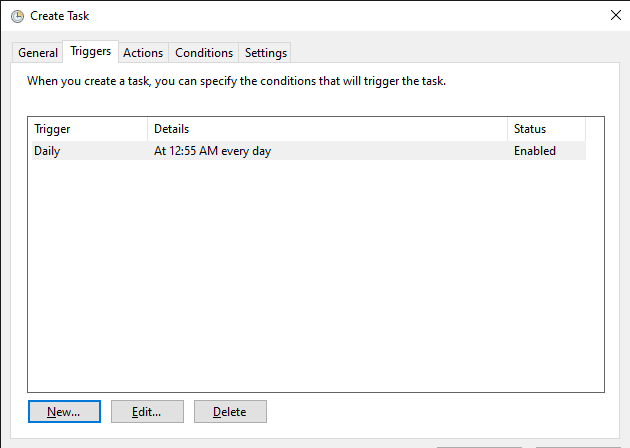 Create Task
General Triggers Actions Conditions Settings
When you create a task, you can specify the conditions that will trigger the task.
Trigger Details Status
Daily At 12:55 AM every day Enabled
New... Edit... Delete